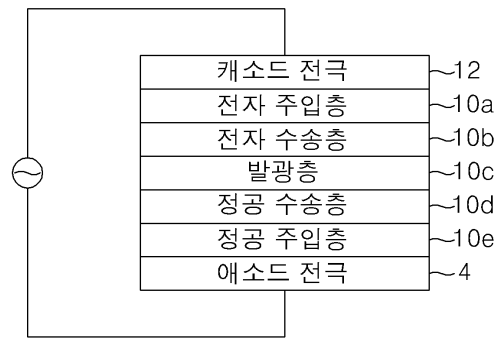 캐소드 전극 12
전자 주입층 10a
전자 수송층 10b
발광층 10c
정공 수송층 10d
정공 주입층 10e
애소드 전극 4